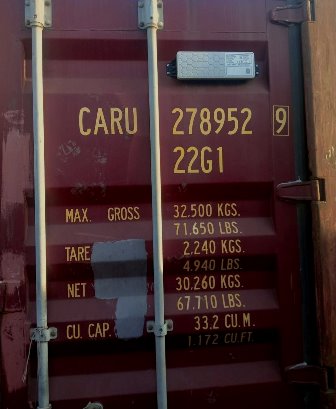 CARU 278952 9
22G1
MAX. GROSS 32.500 KGS.
71.650 LBS.
TARE 2.240 KGS.
4.940 LBS.
NET 30.260 KGS.
67.710 LBS.
CU. CAP. 33.2 CU.M.
1.172 CU.FT.